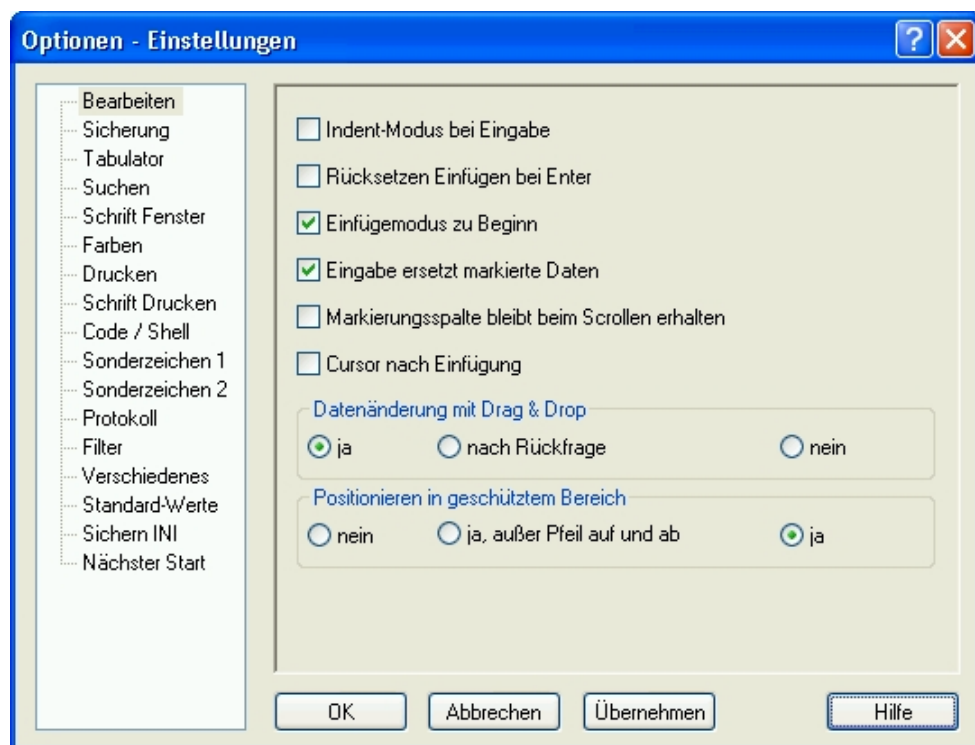 Optionen - Einstellungen
Bearbeiten
Sicherung
Tabulator
Suchen
Schrift Fenster
Farben
Drucken
Schrift Drucken
Code / Shell
Sonderzeichen 1
Sonderzeichen 2
Protokoll
Filter
Verschiedenes
Standard-Werte
Sichern INI
Nächster Start
Indent-Modus bei Eingabe
Rücksetzen Einfügen bei Enter
Einfügemodus zu Beginn
Eingabe ersetzt markierte Daten
Markierungsspalte bleibt beim Scrollen erhalten
Cursor nach Einfügung
Datenänderung mit Drag & Drop
ja nach Rückfrage nein
Positionieren in geschütztem Bereich
nein ja, außer Pfeil auf und ab ja
OK Abbrechen Übernehmen Hilfe